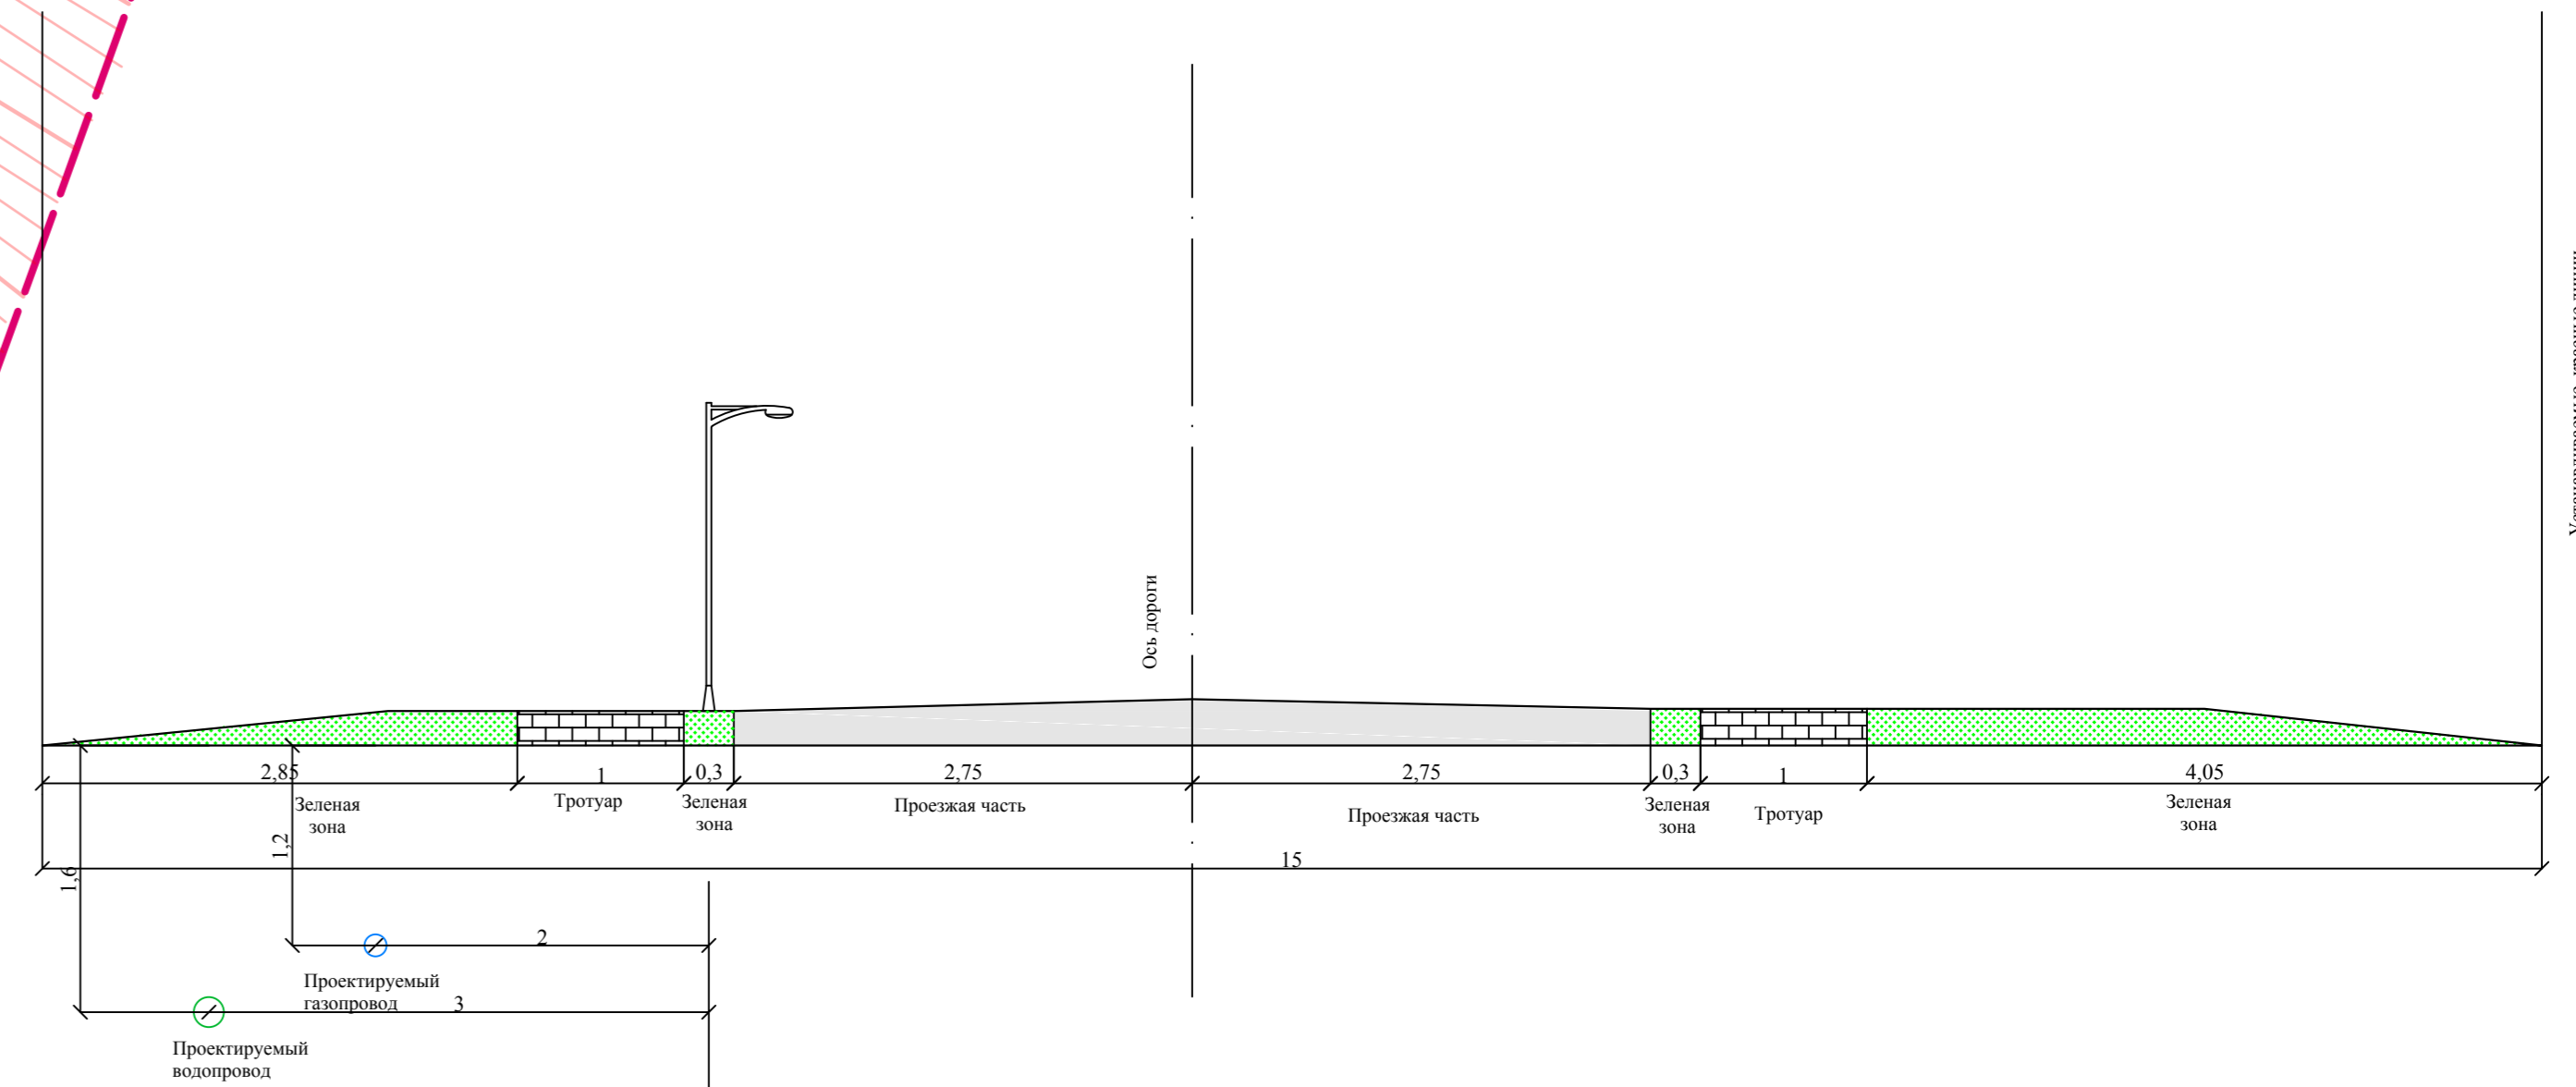 Ось дороги
2,85
1
0,3
2,75
2,75
0,3
1
4,05
Зеленая
зона
Тротуар
Зеленая
зона
Проезжая часть
Проезжая часть
Зеленая
зона
Тротуар
Зеленая
зона
1,2
15
1,6
2
Проектируемый
газопровод
3
Проектируемый
водопровод